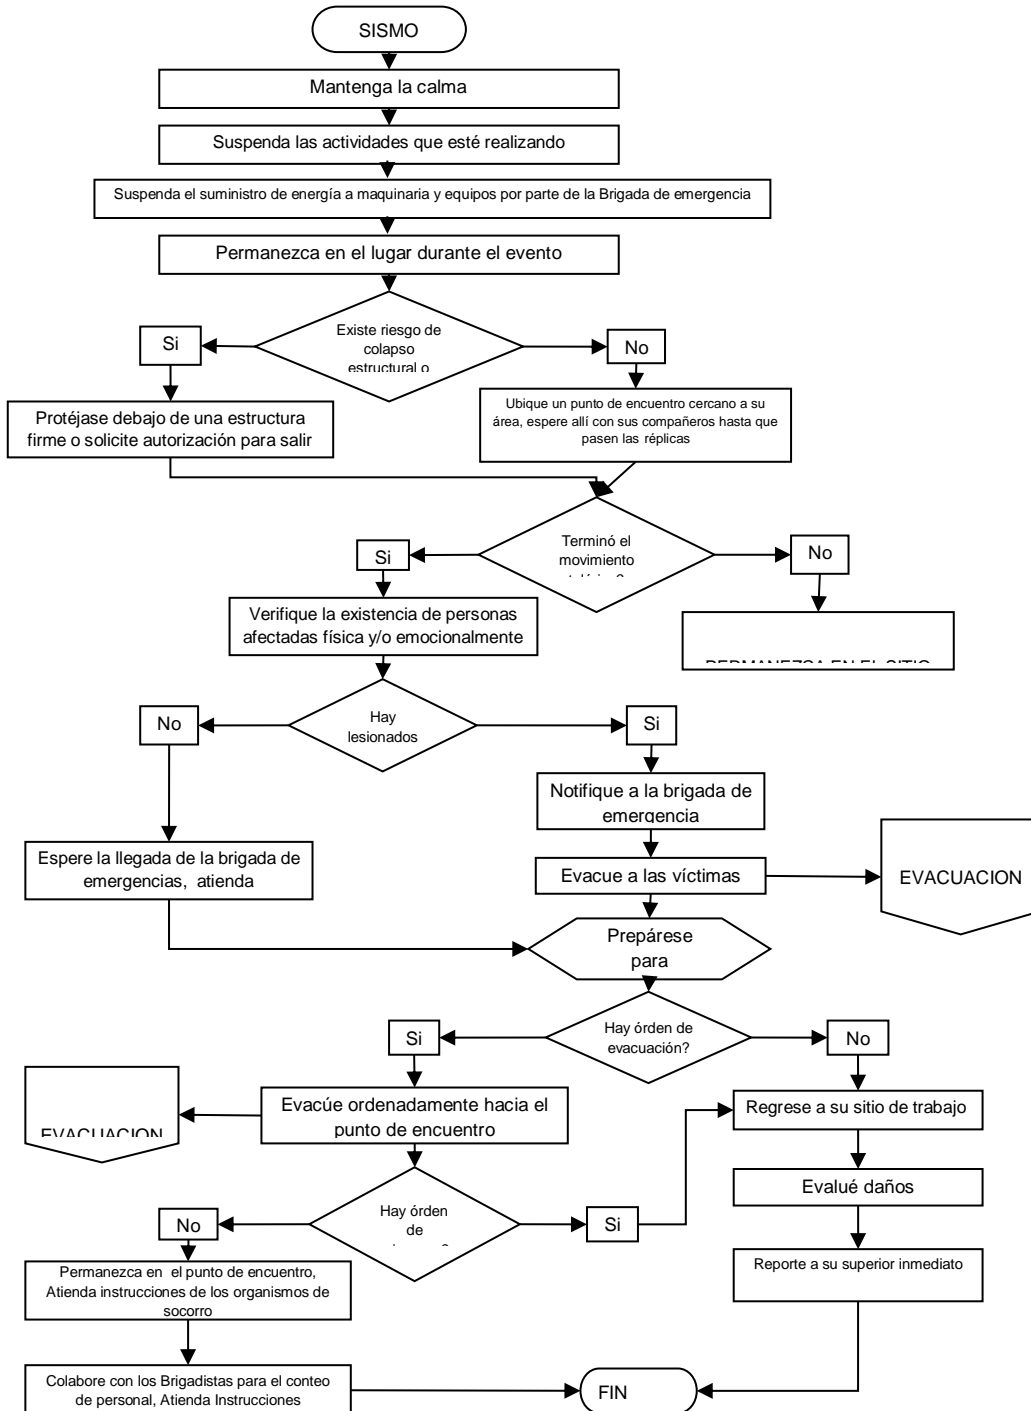 SISMO
Mantenga la calma
Suspenda las actividades que esté realizando
Suspenda el suministro de energía a maquinaria y equipos por parte de la Brigada de emergencia
Permanezca en el lugar durante el evento
Existe riesgo de
colapso
estructural o
Si
No
Protéjase debajo de una estructura
firme o solicite autorización para salir
Ubique un punto de encuentro cercano a su
área, espere allí con sus compañeros hasta que
pasen las réplicas
Terminó el
movimiento
Si
No
Verifique la existencia de personas
afectadas física y/o emocionalmente
PERMANEZCA EN EL SITIO
Hay
lesionados
No
Si
Notifique a la brigada de
emergencia
Espere la llegada de la brigada de
emergencias, atienda
Evacue a las víctimas
EVACUACION
Prepárese
para
Hay órden de
evacuación?
Si
No
EVACUACION
Evacúe ordenadamente hacia el
punto de encuentro
Regrese a su sitio de trabajo
Evalué daños
Hay órden
de
No
Si
Permanezca en el punto de encuentro,
Atienda instrucciones de los organismos de
socorro
Reporte a su superior inmediato
Colabore con los Brigadistas para el conteo
de personal, Atienda Instrucciones
FIN